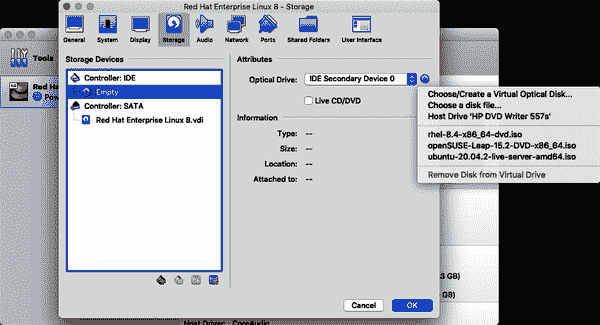 Red Hat Enterprise Linux 8 - Storage
General
System
Display
Storage
Audio
Network
Ports
Shared Folders
User Interface
Tools
Red Ha
Pow
Storage Devices
Controller: IDE
Empty
Controller: SATA
Red Hat Enterprise Linux 8.vdi
Attributes
Optical Drive: IDE Secondary Device 0
Live CD/DVD
Information
Type: --
Size: --
Location: --
Attached to: --
Choose/Create a Virtual Optical Disk...
Choose a disk file...
Host Drive 'HP DVD Writer 557s'
rhel-8.4-x86_64-dvd.iso
openSUSE-Leap-15.2-DVD-x86_64.iso
ubuntu-20.04.2-live-server-amd64.iso
Remove Disk from Virtual Drive
.3 GB)
GB)
Cancel
OK
Host Driver: CoreAudio